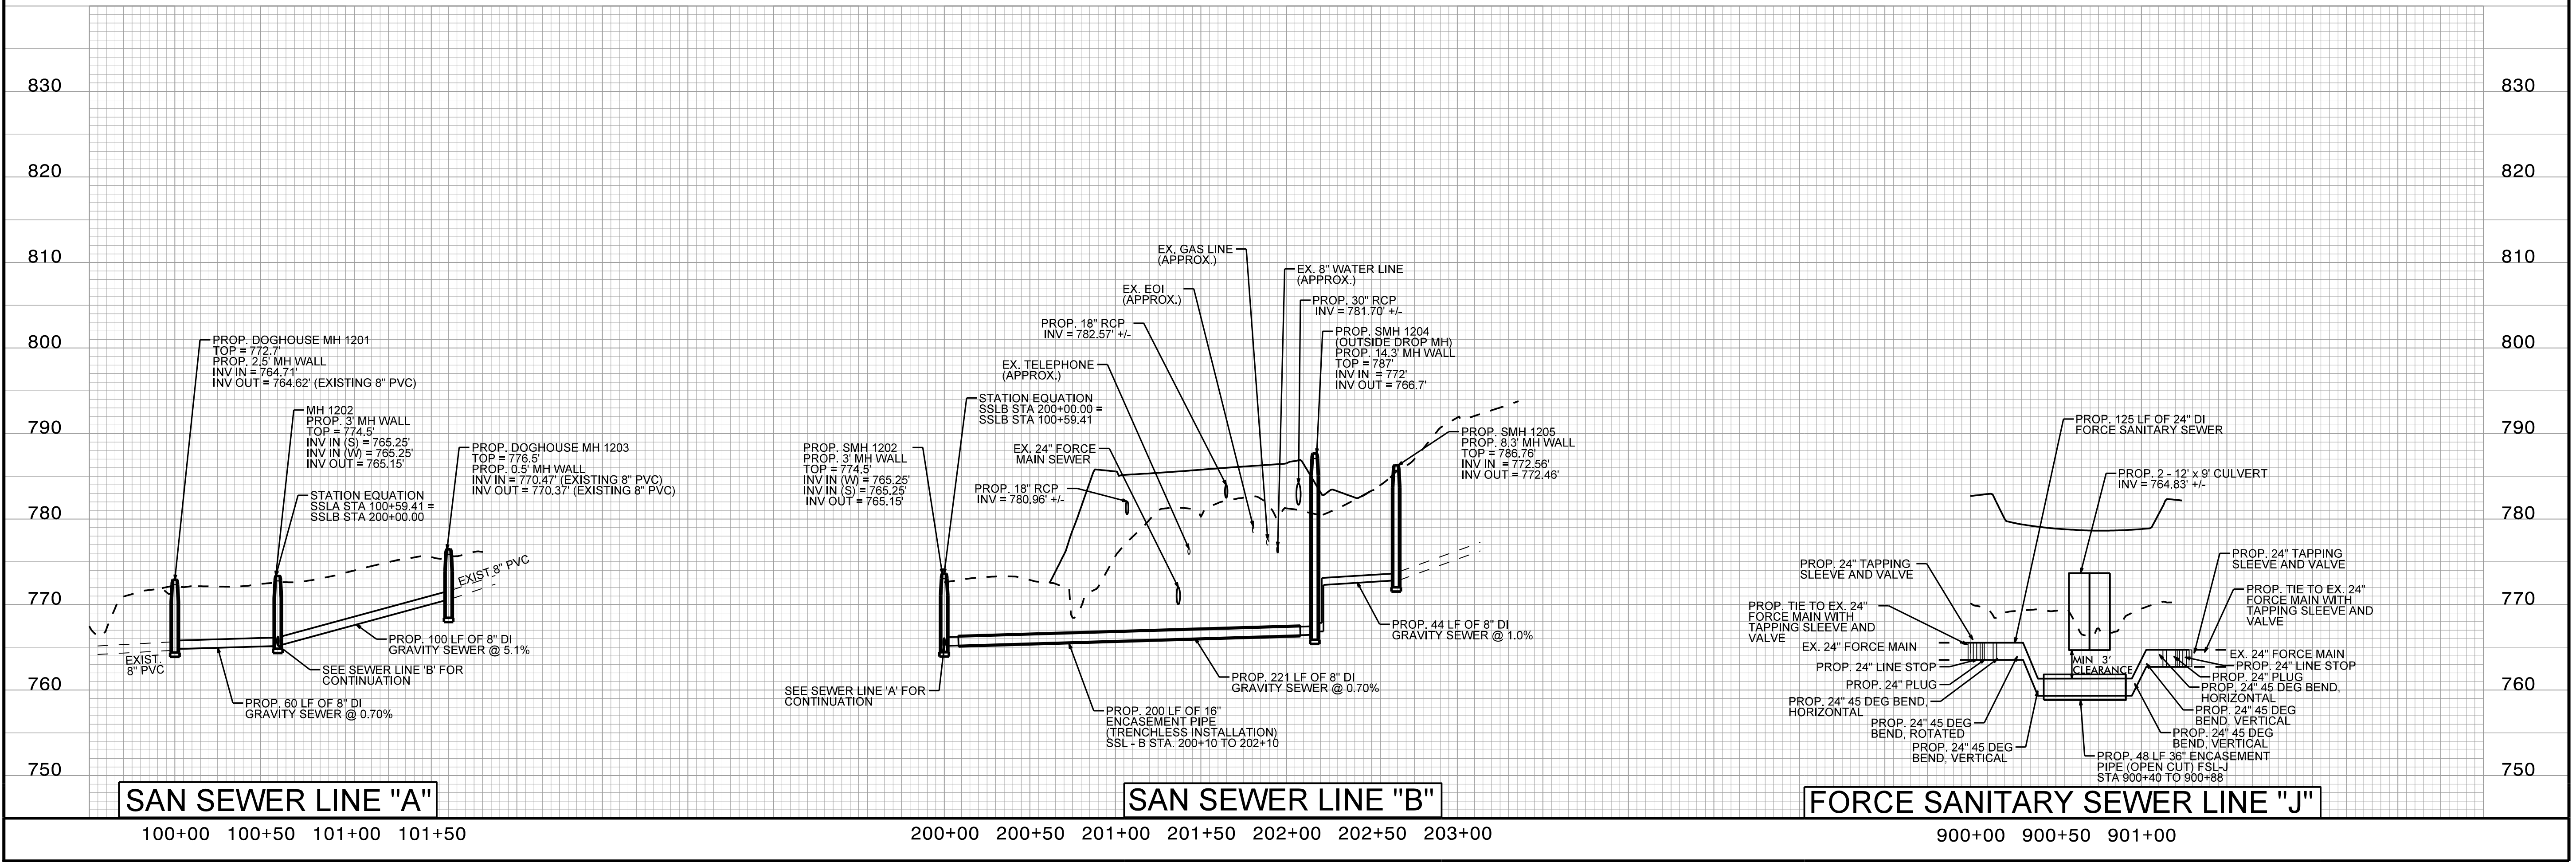 830
820
810
800
790
780
770
760
750
PROP. DOGHOUSE MH 1201
TOP = 772.7'
PROP. 2.5' MH WALL
INV IN = 764.71'
INV OUT = 764.62' (EXISTING 8" PVC)
MH 1202
PROP. 3' MH WALL
TOP = 774.5'
INV IN (S) = 765.25'
INV IN (W) = 765.25'
INV OUT = 765.15'
STATION EQUATION
SSLA STA 100+59.41 =
SSLB STA 200+00.00
PROP. DOGHOUSE MH 1203
TOP = 776.5'
PROP. 0.5' MH WALL
INV IN = 770.47' (EXISTING 8" PVC)
INV OUT = 770.37' (EXISTING 8" PVC)
EXIST 8" PVC
EXIST.
8" PVC
PROP. 100 LF OF 8" DI
GRAVITY SEWER @ 5.1%
SEE SEWER LINE 'B' FOR
CONTINUATION
PROP. 60 LF OF 8" DI
GRAVITY SEWER @ 0.70%
SAN SEWER LINE "A"
100+00 100+50 101+00 101+50
EX. GAS LINE
(APPROX.)
EX. 8" WATER LINE
(APPROX.)
EX. EOI
(APPROX.)
PROP. 30" RCP
INV = 781.70' +/-
PROP. 18" RCP
INV = 782.57' +/-
PROP. SMH 1204
(OUTSIDE DROP MH)
PROP. 14.3' MH WALL
TOP = 787'
INV IN = 772'
INV OUT = 766.7'
EX. TELEPHONE
(APPROX.)
STATION EQUATION
SSLB STA 200+00.00 =
SSLB STA 100+59.41
PROP. SMH 1202
PROP. 3' MH WALL
TOP = 774.5'
INV IN (W) = 765.25'
INV IN (S) = 765.25'
INV OUT = 765.15'
EX. 24" FORCE
MAIN SEWER
PROP. 18" RCP
INV = 780.96' +/-
PROP. SMH 1205
PROP. 8.3' MH WALL
TOP = 786.76'
INV IN = 772.56'
INV OUT = 772.46'
PROP. 44 LF OF 8" DI
GRAVITY SEWER @ 1.0%
PROP. 221 LF OF 8" DI
GRAVITY SEWER @ 0.70%
SEE SEWER LINE 'A' FOR
CONTINUATION
PROP. 200 LF OF 16"
ENCASEMENT PIPE
(TRENCHLESS INSTALLATION)
SSL - B STA. 200+10 TO 202+10
SAN SEWER LINE "B"
200+00 200+50 201+00 201+50 202+00 202+50 203+00
PROP. 125 LF OF 24" DI
FORCE SANITARY SEWER
PROP. 2 - 12' x 9' CULVERT
INV = 764.83' +/-
PROP. 24" TAPPING
SLEEVE AND VALVE
PROP. TIE TO EX. 24"
FORCE MAIN WITH
TAPPING SLEEVE AND
VALVE
EX. 24" FORCE MAIN
PROP. 24" LINE STOP
PROP. 24" PLUG
PROP. 24" 45 DEG BEND,
HORIZONTAL
PROP. 24" 45 DEG
BEND, ROTATED
PROP. 24" 45 DEG
BEND, VERTICAL
MIN 3'
CLEARANCE
PROP. 24" TAPPING
SLEEVE AND VALVE
PROP. TIE TO EX. 24"
FORCE MAIN WITH
TAPPING SLEEVE AND
VALVE
EX. 24" FORCE MAIN
PROP. 24" LINE STOP
PROP. 24" PLUG
PROP. 24" 45 DEG BEND,
HORIZONTAL
PROP. 24" 45 DEG
BEND, VERTICAL
PROP. 24" 45 DEG
BEND, VERTICAL
PROP. 48 LF 36" ENCASEMENT
PIPE (OPEN CUT) FSL-J
STA 900+40 TO 900+88
FORCE SANITARY SEWER LINE "J"
900+00 900+50 901+00
830
820
810
800
790
780
770
760
750